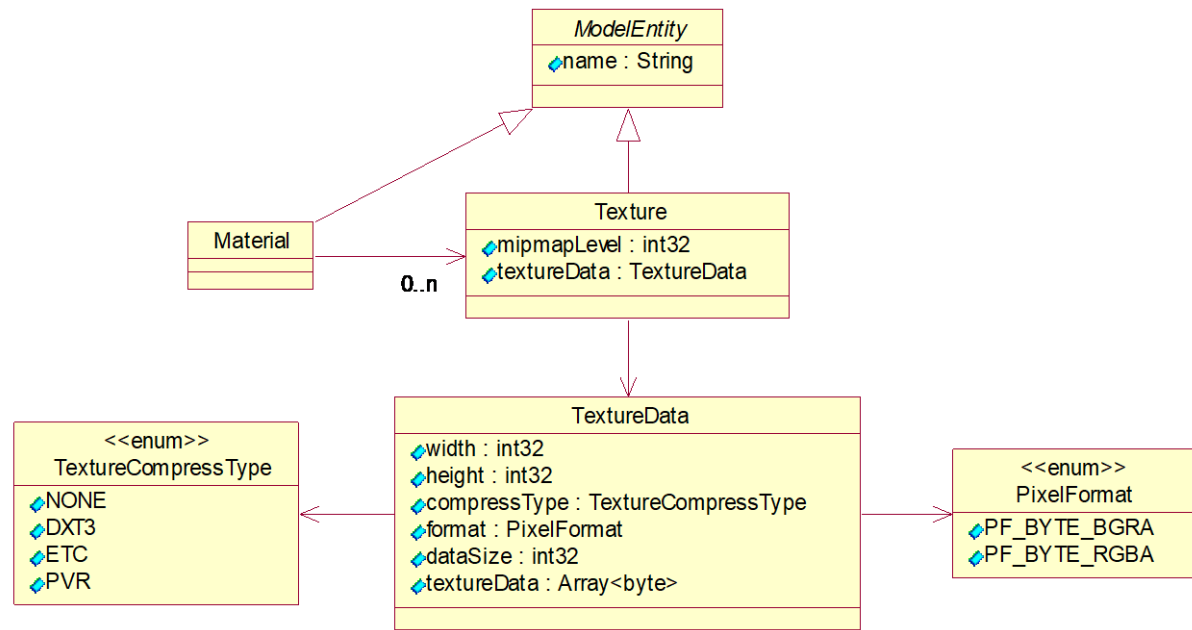 ModelEntity
name : String
Material
0..n
Texture
mipmapLevel : int32
textureData : TextureData
<<enum>>
TextureCompressType
NONE
DXT3
ETC
PVR
TextureData
width : int32
height : int32
compressType : TextureCompressType
format : PixelFormat
dataSize : int32
textureData : Array<byte>
<<enum>>
PixelFormat
PF_BYTE_BGRA
PF_BYTE_RGBA